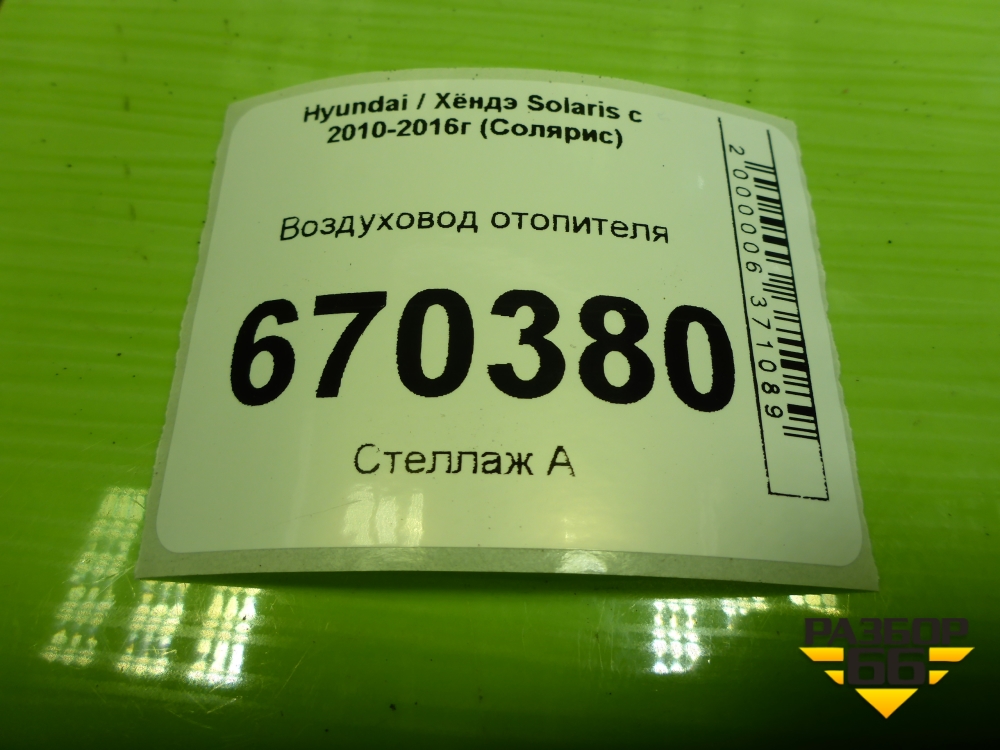 Hyundai / Хёндэ Solaris с
2010-2016г (Солярис)
Воздуховод отопителя
670380
Стеллаж А
2000006371089
РАЗБОР
66